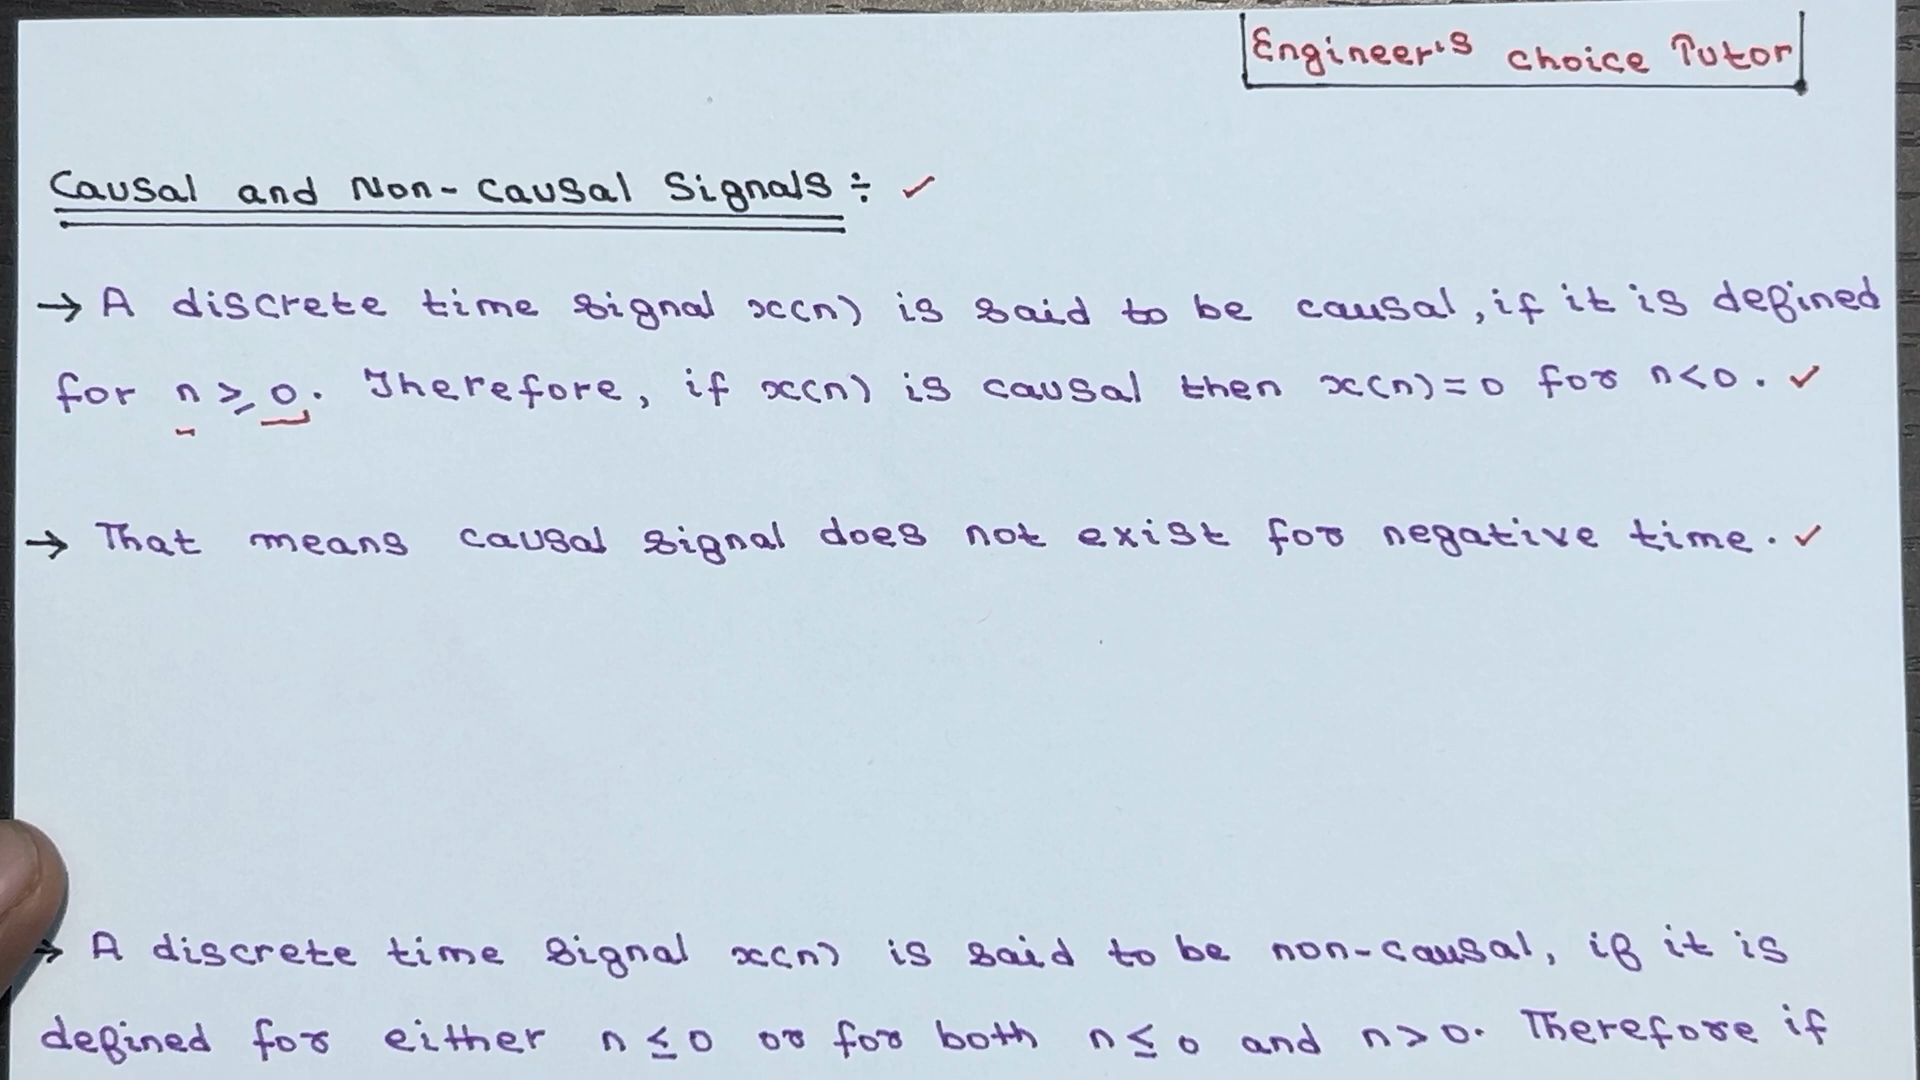 Engineer's choice Tutor
Causal and Non-Causal Signals ÷ ✓
→ A discrete time signal x(n) is said to be causal, if it is defined
for n ≥ 0. Therefore, if x(n) is causal then x(n)=0 for n<0. ✓
→ That means causal signal does not exist for negative time. ✓
→ A discrete time signal x(n) is said to be non-causal, if it is
defined for either n ≤ 0 or for both n ≤ 0 and n>0. Therefore if